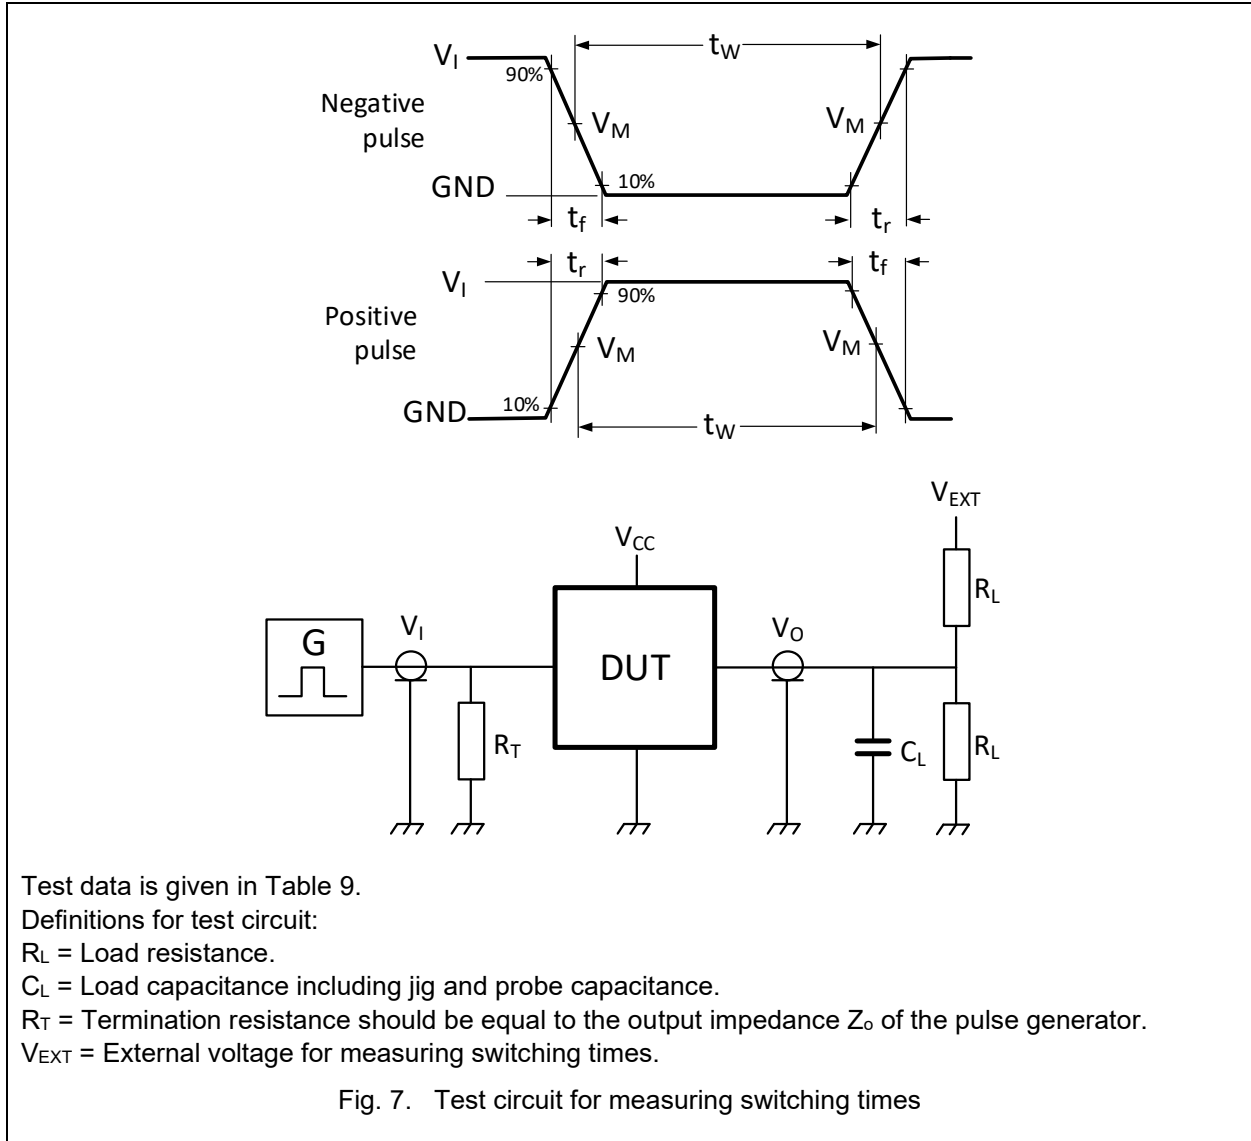 V_I
90%
t_W
Negative
pulse
V_M
V_M
GND
10%
t_f
t_r
t_r
t_f
V_I
90%
Positive
pulse
V_M
V_M
10%
GND
t_W
V_EXT
V_CC
R_L
G
V_I
V_O
DUT
R_T
C_L
R_L
Test data is given in Table 9.
Definitions for test circuit:
R_L = Load resistance.
C_L = Load capacitance including jig and probe capacitance.
R_T = Termination resistance should be equal to the output impedance Z_o of the pulse generator.
V_EXT = External voltage for measuring switching times.
Fig. 7. Test circuit for measuring switching times